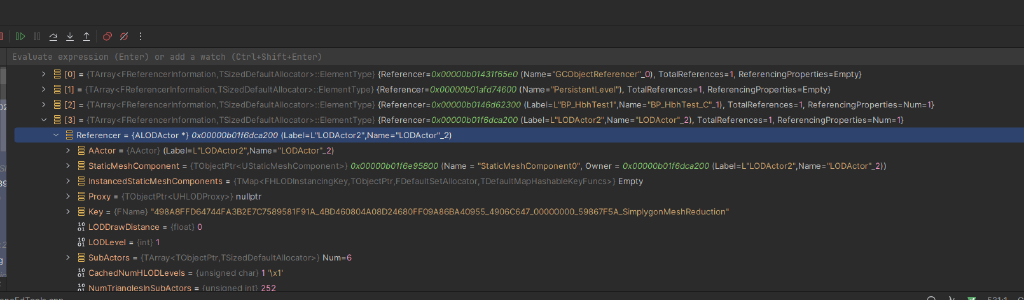 Evaluate expression (Enter) or add a watch (Ctrl+Shift+Enter)
[0] = {TArray<FReferencerInformation,TSizedDefaultAllocator>::ElementType} {Referencer=0x00000b01431f65e0 (Name="GCObjectReferencer"_0), TotalReferences=1, ReferencingProperties=Empty}
[1] = {TArray<FReferencerInformation,TSizedDefaultAllocator>::ElementType} {Referencer=0x00000b01afd74600 (Name="PersistentLevel"), TotalReferences=1, ReferencingProperties=Empty}
[2] = {TArray<FReferencerInformation,TSizedDefaultAllocator>::ElementType} {Referencer=0x00000b0146d62300 (Label=L"BP_HbhTest1",Name="BP_HbhTest_C"_1), TotalReferences=1, ReferencingProperties=Num=1}
[3] = {TArray<FReferencerInformation,TSizedDefaultAllocator>::ElementType} {Referencer=0x00000b01f6dca200 (Label=L"LODActor2",Name="LODActor"_2), TotalReferences=1, ReferencingProperties=Num=1}
Referencer = {ALODActor *} 0x00000b01f6dca200 (Label=L"LODActor2",Name="LODActor"_2)
AActor = {AActor} (Label=L"LODActor2",Name="LODActor"_2)
StaticMeshComponent = {TObjectPtr<UStaticMeshComponent>} 0x00000b01f6e95800 (Name = "StaticMeshComponent0", Owner = 0x00000b01f6dca200 (Label=L"LODActor2",Name="LODActor"_2))
InstancedStaticMeshComponents = {TMap<FHLODInstancingKey,TObjectPtr,FDefaultSetAllocator,TDefaultMapHashableKeyFuncs>} Empty
Proxy = {TObjectPtr<UHLODProxy>} nullptr
Key = {FName} "498A8FFD64744FA3B2E7C7589581F91A_4BD460804A08D24680FF09A86BA40955_4906C647_00000000_59867F5A_SimplygonMeshReduction"
LODDrawDistance = {float} 0
LODLevel = {int} 1
SubActors = {TArray<TObjectPtr,TSizedDefaultAllocator>} Num=6
CachedNumHLODLevels = {unsigned char} 1 '\x1'
NumTrianglesInSubActors = {unsigned int} 252